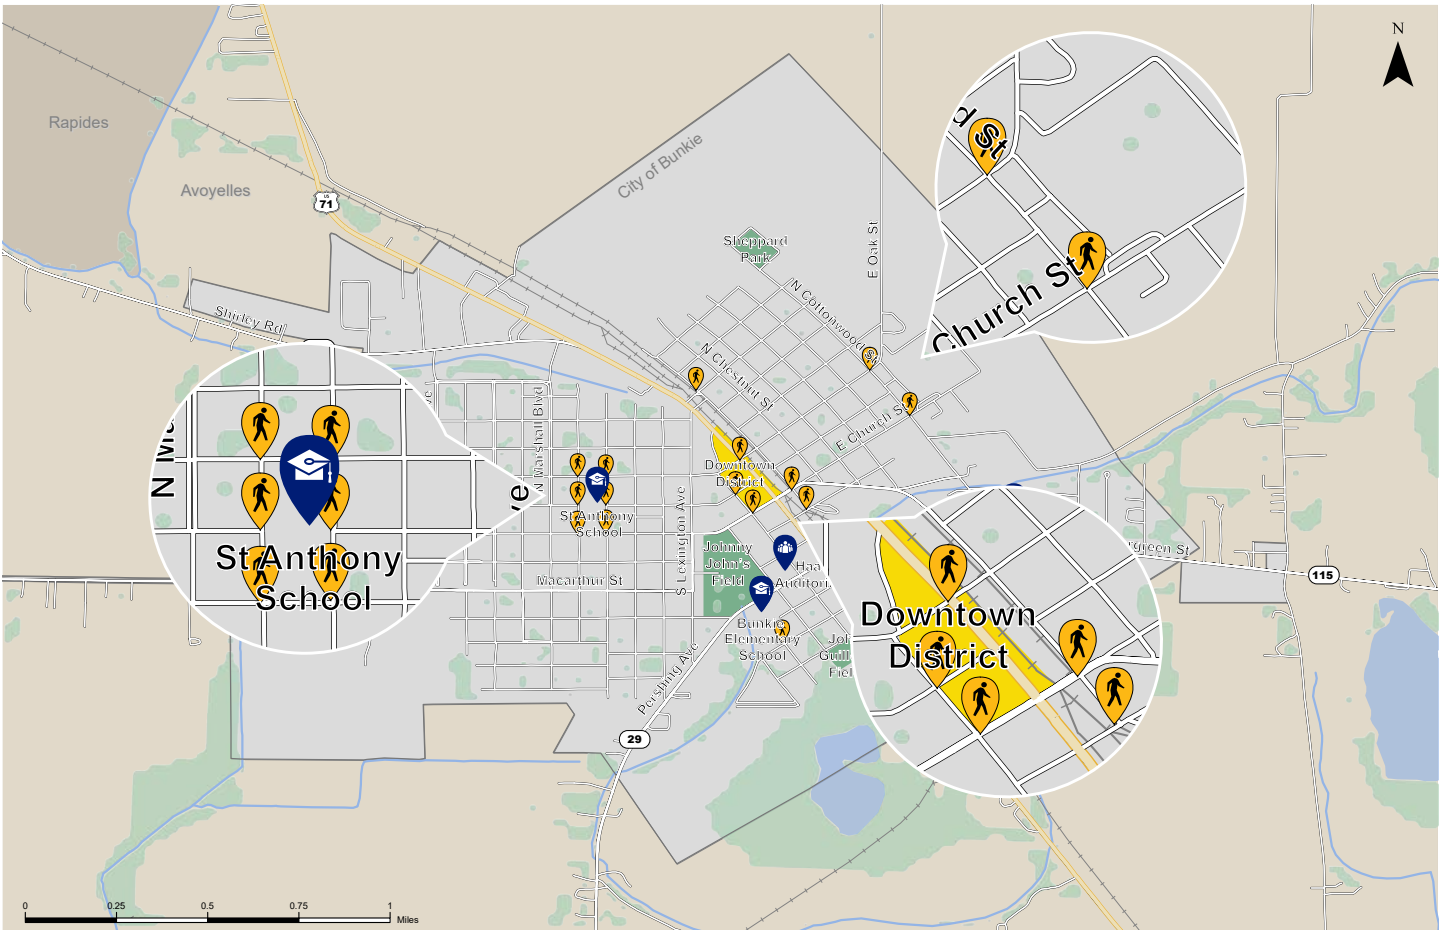 N
Rapides
City of Bunkie
Avoyelles
US
71
Sheppard
Park
E Oak St
d St
Church St
Shirley Rd
N Cottonwood St
N Chestnut St
E Church St
N Marshall Blvd
Downtown
District
St Anthony
School
S Lexington Ave
St Anthony
School
Johnny
John's
Field
Macarthur St
Bunkie
Elementary
School
Downtown
District
115
Pershing Ave
29
0
0.25
0.5
0.75
1
Miles